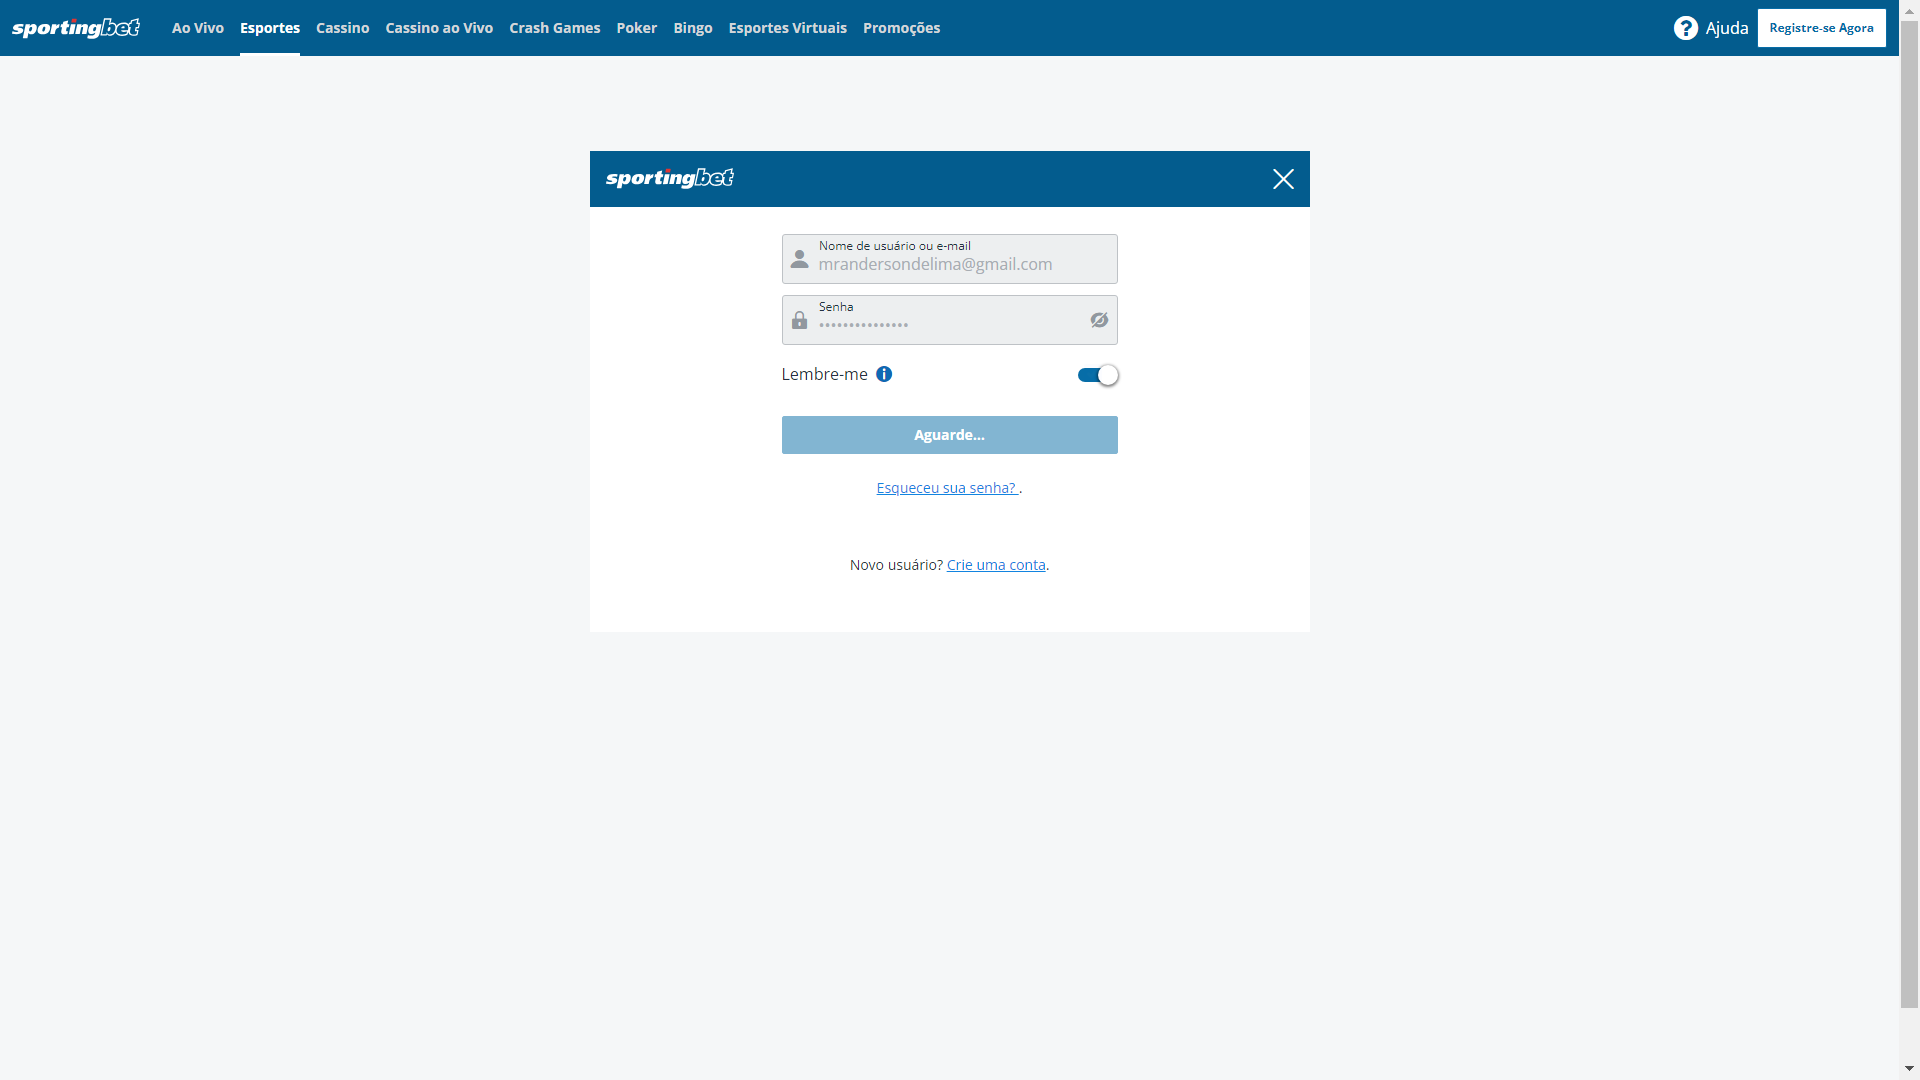 sportingbet
Ao Vivo Esportes Cassino Cassino ao Vivo Crash Games Poker Bingo Esportes Virtuais Promoções
Ajuda Registre-se Agora
sportingbet
Nome de usuário ou e-mail
mrandersondelima@gmail.com
Senha
•••••••••••••••
Lembre-me
Aguarde...
Esqueceu sua senha? .
Novo usuário? Crie uma conta.